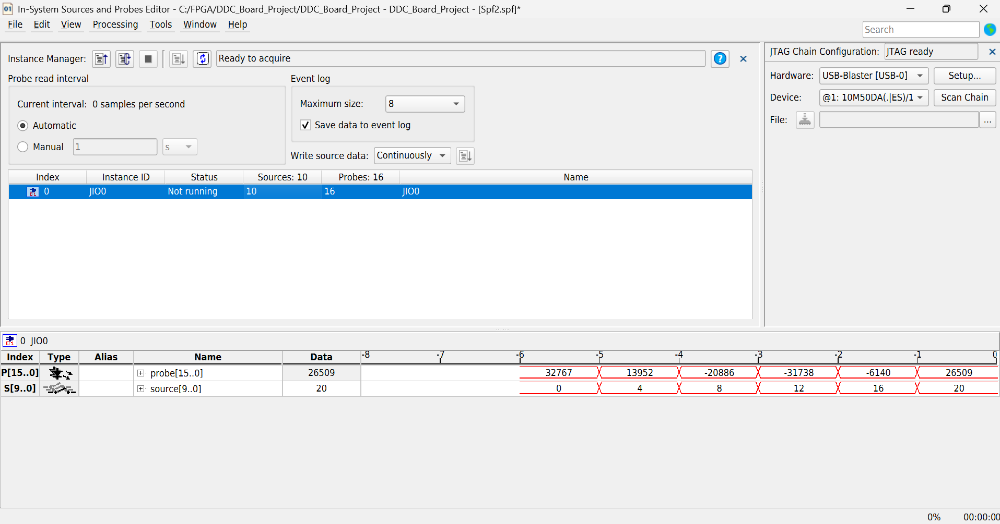 In-System Sources and Probes Editor - C:/FPGA/DDC_Board_Project/DDC_Board_Project - DDC_Board_Project - [Spf2.spf]*
File Edit View Processing Tools Window Help
Search
Instance Manager: Ready to acquire
Probe read interval
Current interval: 0 samples per second
Automatic
Manual 1 s
Event log
Maximum size: 8
Save data to event log
Write source data: Continuously
Index Instance ID Status Sources: 10 Probes: 16 Name
0 JIO0 Not running 10 16 JIO0
JTAG Chain Configuration: JTAG ready
Hardware: USB-Blaster [USB-0] Setup...
Device: @1: 10M50DA(.|ES)/1 Scan Chain
File: ...
0 JIO0
Index Type Alias Name Data -8 -7 -6 -5 -4 -3 -2 -1 0
P[15..0] probe[15..0] 26509 32767 13952 -20886 -31738 -6140 26509
S[9..0] source[9..0] 20 0 4 8 12 16 20
0% 00:00:00